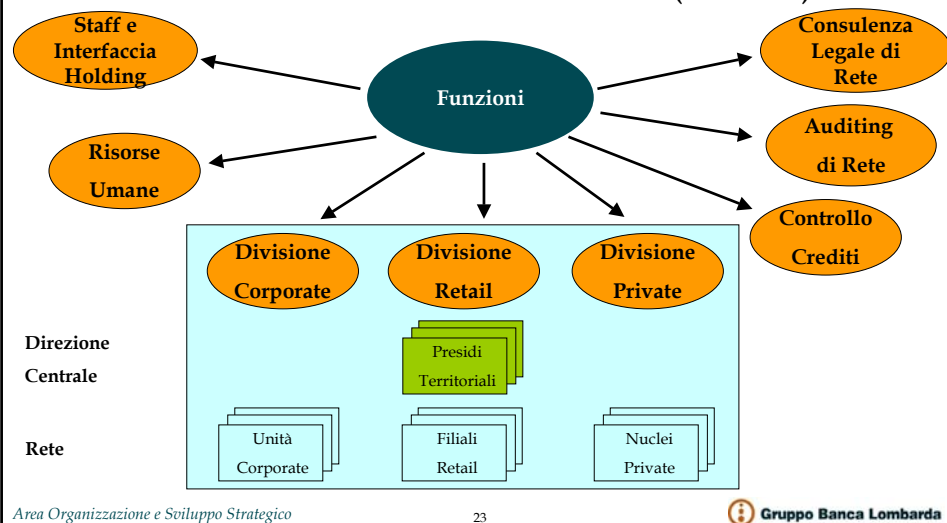 Staff e
Interfaccia
Holding
Consulenza
Legale di
Rete
Funzioni
Auditing
di Rete
Risorse
Umane
Controllo
Crediti
Divisione
Corporate
Divisione
Retail
Divisione
Private
Direzione
Centrale
Presidi
Territoriali
Rete
Unità
Corporate
Filiali
Retail
Nuclei
Private
Area Organizzazione e Sviluppo Strategico
23
Gruppo Banca Lombarda